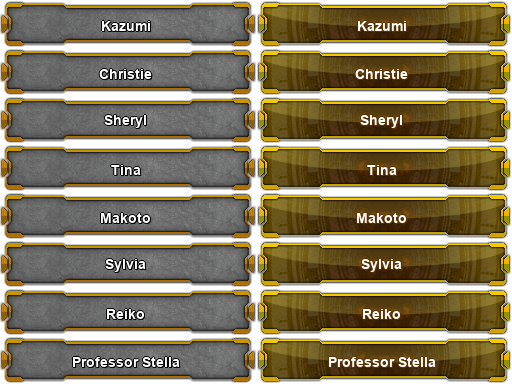 Kazumi Kazumi
Christie Christie
Sheryl Sheryl
Tina Tina
Makoto Makoto
Sylvia Sylvia
Reiko Reiko
Professor Stella Professor Stella